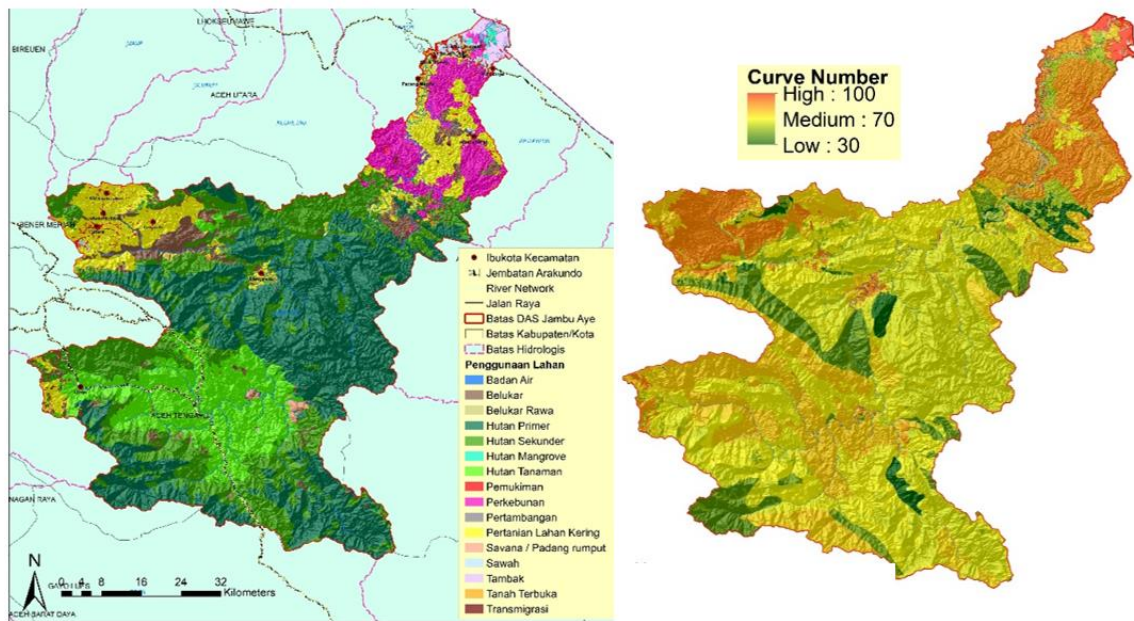 LHOKSEUMAWE
BIREUEN
ACEH UTARA
BENER MERIAH
ACEH TENGAH
NAGAN RAYA
N
GAYO LUES
ACEH BARAT DAYA
0 4 8 16 24 32
Kilometers
Ibukota Kecamatan
Jembatan Arakundo
River Network
Jalan Raya
Batas DAS Jambu Aye
Batas Kabupaten/Kota
Batas Hidrologis
Penggunaan Lahan
Badan Air
Belukar
Belukar Rawa
Hutan Primer
Hutan Sekunder
Hutan Mangrove
Hutan Tanaman
Pemukiman
Perkebunan
Pertambangan
Pertanian Lahan Kering
Savana / Padang rumput
Sawah
Tambak
Tanah Terbuka
Transmigrasi
Curve Number
High : 100
Medium : 70
Low : 30